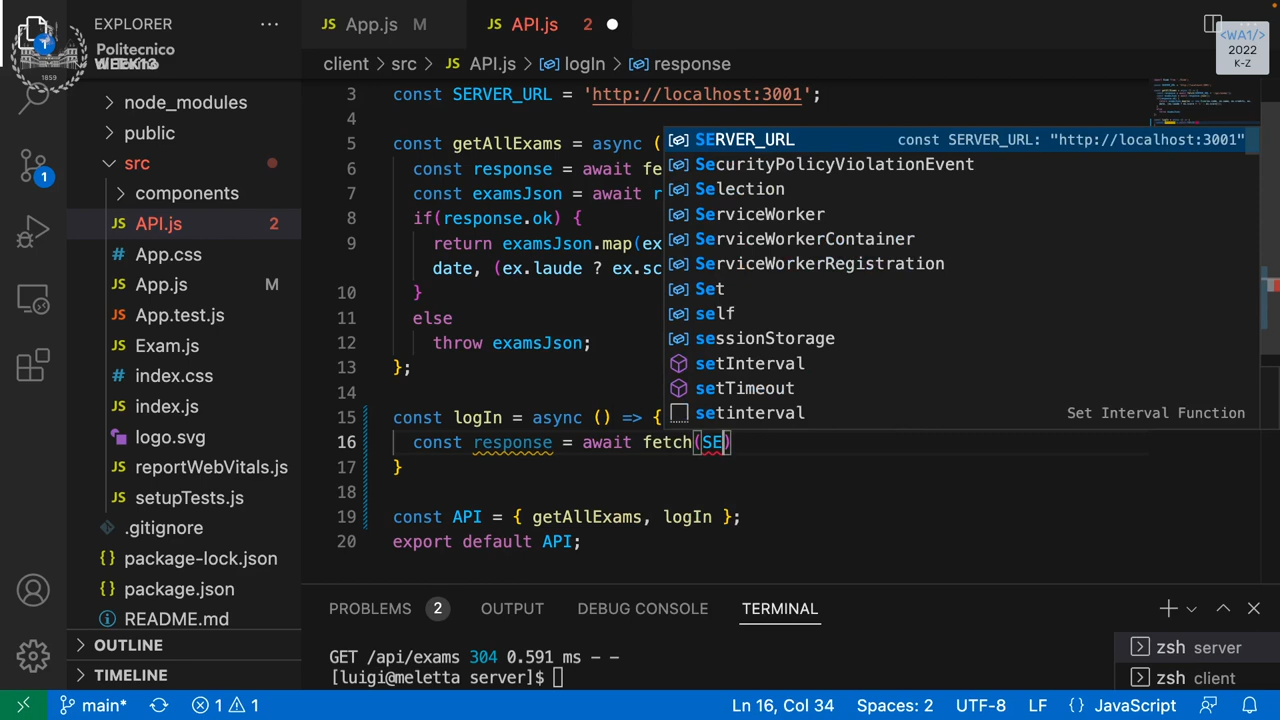 EXPLORER
Politecnico
1859
App.js M
API.js 2
<WA1/>
2022
K-Z
client > src > API.js > logIn > response
node_modules
public
src
components
API.js 2
App.css
App.js M
App.test.js
Exam.js
index.css
index.js
logo.svg
reportWebVitals.js
setupTests.js
.gitignore
package-lock.json
package.json
README.md
OUTLINE
TIMELINE
3 const SERVER_URL = 'http://localhost:3001';
4
5 const getAllExams = async (
6 const response = await fe
7 const examsJson = await r
8 if(response.ok) {
9 return examsJson.map(ex
date, (ex.laude ? ex.sc
10 }
11 else
12 throw examsJson;
13 };
14
15 const logIn = async () => {
16 const response = await fetch(SE)
17 }
18
19 const API = { getAllExams, logIn };
20 export default API;
SERVER_URL const SERVER_URL: "http://localhost:3001"
SecurityPolicyViolationEvent
Selection
ServiceWorker
ServiceWorkerContainer
ServiceWorkerRegistration
Set
self
sessionStorage
setInterval
setTimeout
setinterval Set Interval Function
PROBLEMS 2 OUTPUT DEBUG CONSOLE TERMINAL
GET /api/exams 304 0.591 ms - -
[luigi@meletta server]$
zsh server
zsh client
1
main* 1 1 Ln 16, Col 34 Spaces: 2 UTF-8 LF {} JavaScript